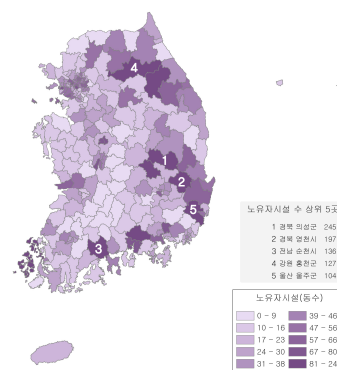 4
1
2
5
3
노유자시설 수 상위 5곳
1 경북 의성군 245
2 경북 영천시 197
3 전남 순천시 136
4 강원 홍천군 127
5 울산 울주군 104
노유자시설(동수)
0 - 9 39 - 46
10 - 16 47 - 56
17 - 23 57 - 66
24 - 30 67 - 80
31 - 38 81 - 24